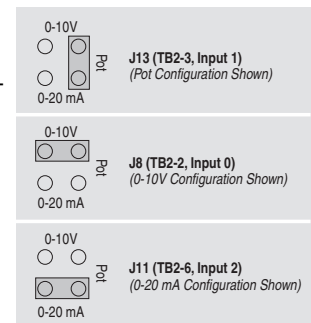 0-10V
Pot
0-20 mA
J13 (TB2-3, Input 1)
(Pot Configuration Shown)
0-10V
Pot
0-20 mA
J8 (TB2-2, Input 0)
(0-10V Configuration Shown)
0-10V
Pot
0-20 mA
J11 (TB2-6, Input 2)
(0-20 mA Configuration Shown)